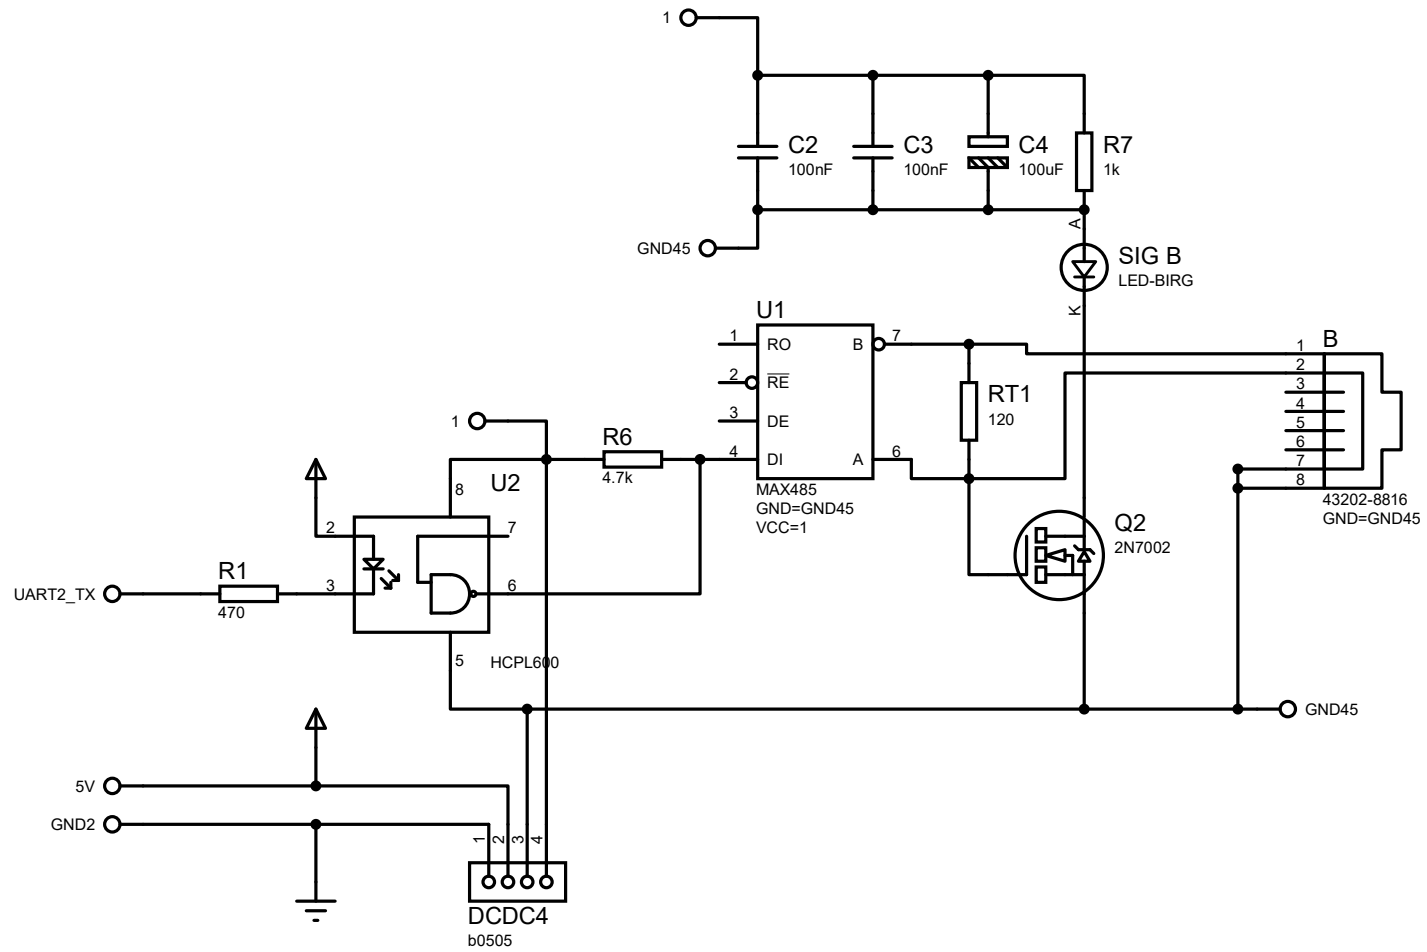 1
C2
100nF
C3
100nF
C4
100uF
R7
1k
GND45
A
SIG B
LED-BIRG
K
U1
1
RO
B
7
2
RE
3
DE
4
DI
A
6
MAX485
GND=GND45
VCC=1
RT1
120
B
1
2
3
4
5
6
7
8
43202-8816
GND=GND45
1
R6
4.7k
Q2
2N7002
8
U2
2
7
3
6
5
HCPL600
UART2_TX
R1
470
GND45
5V
GND2
1
2
3
4
DCDC4
b0505